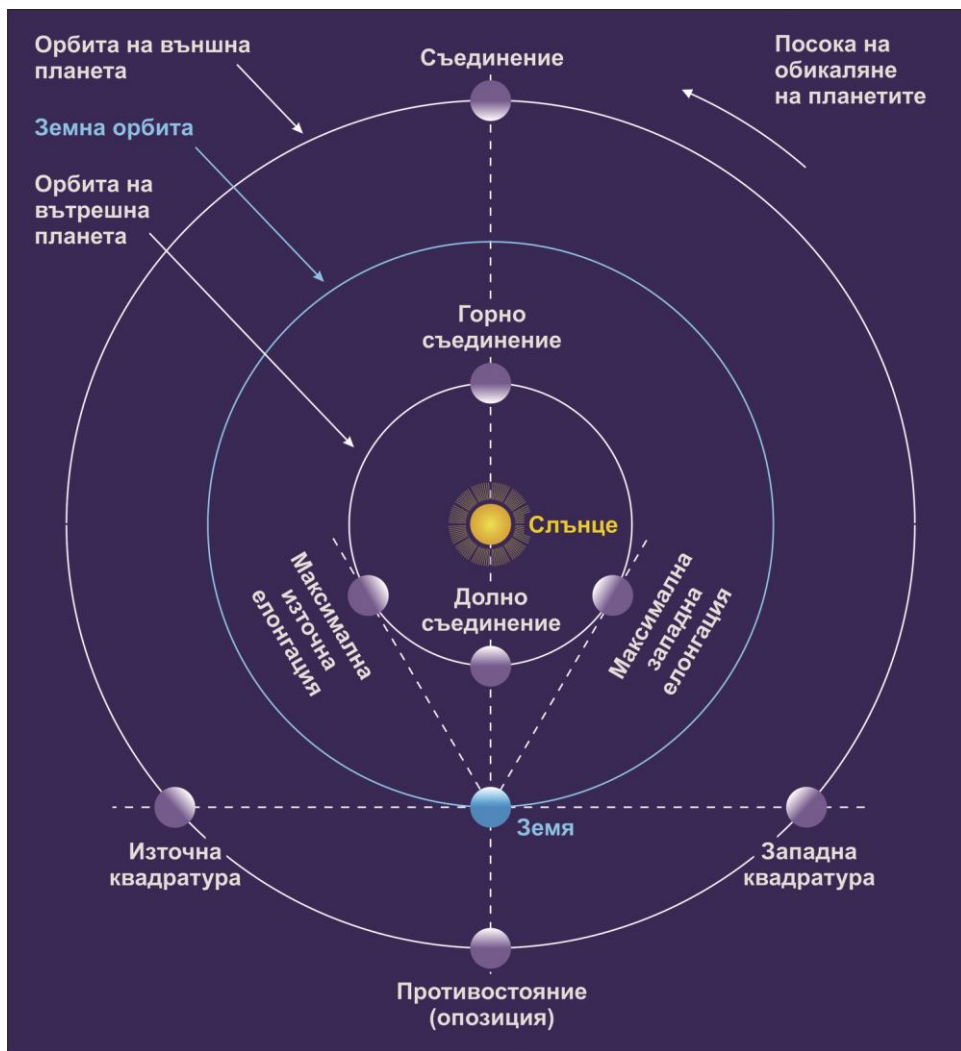 Орбита на външна
планета
Съединение
Посока на
обикаляне
на планетите
Земна орбита
Орбита на
вътрешна
планета
Горно
съединение
Слънце
Максимална
източна
елонгация
Долно
съединение
Максимална
западна
елонгация
Земя
Източна
квадратура
Западна
квадратура
Противостояние
(опозиция)